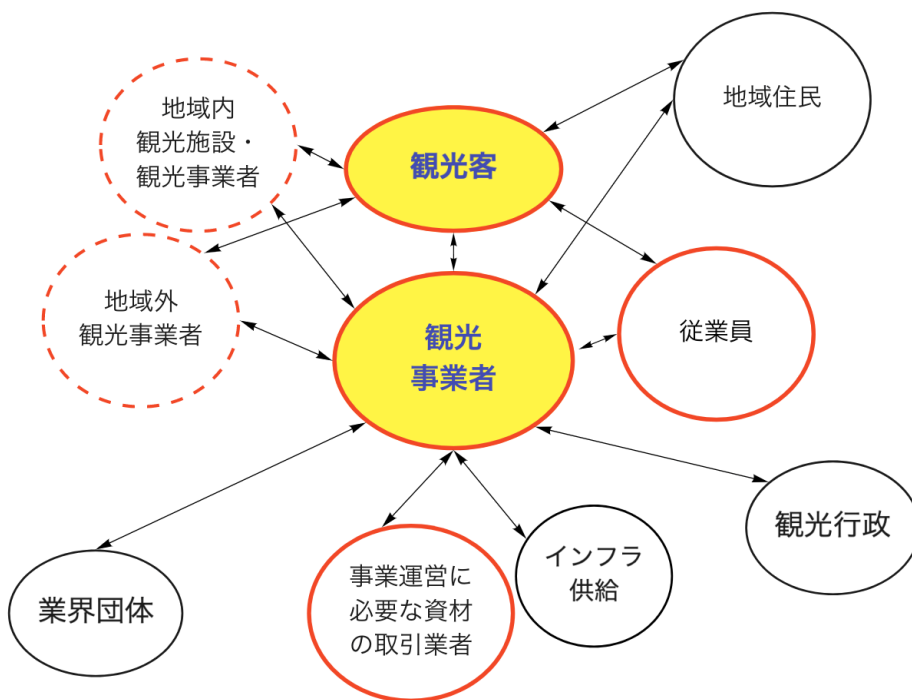 地域内
観光施設・
観光事業者
観光客
地域住民
地域外
観光事業者
観光
事業者
従業員
業界団体
事業運営に
必要な資材
の取引業者
インフラ
供給
観光行政